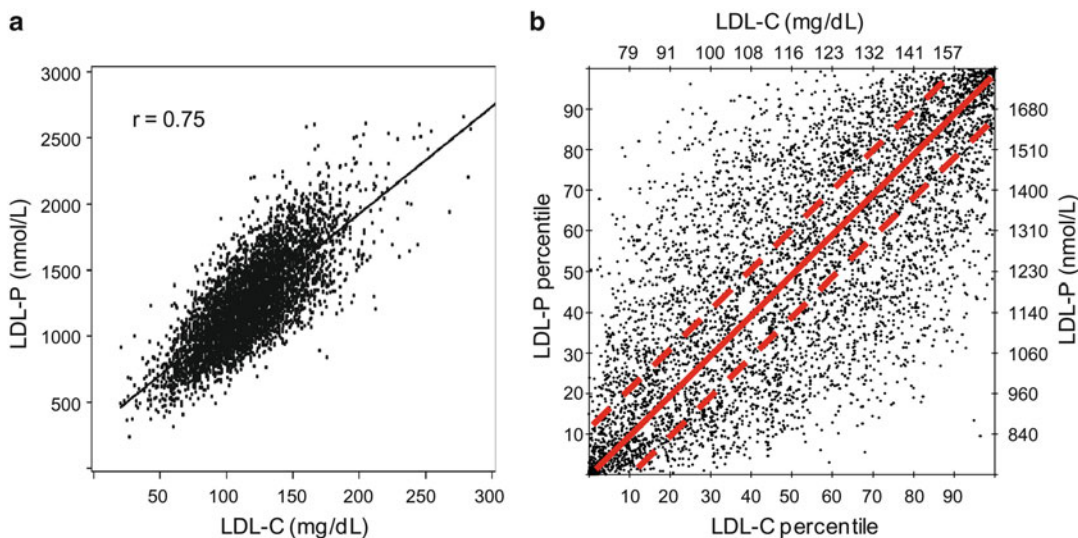 a
3000
2500
2000
1500
1000
500
LDL-P (nmol/L)
r = 0.75
50 100 150 200 250 300
LDL-C (mg/dL)
b
LDL-C (mg/dL)
79 91 100 108 116 123 132 141 157
90
80
70
60
50
40
30
20
10
LDL-P percentile
1680
1510
1400
1310
1230
1140
1060
960
840
LDL-P (nmol/L)
10 20 30 40 50 60 70 80 90
LDL-C percentile